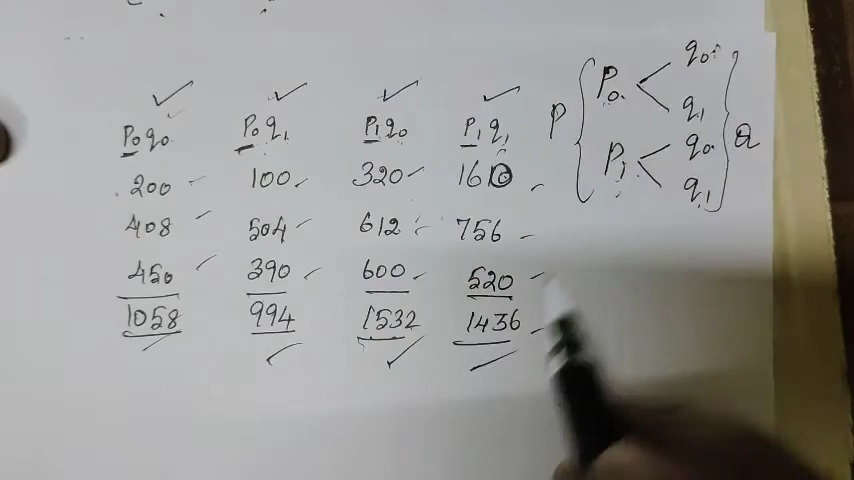 P₀q₀ P₀q₁ P₁q₀ P₁q₁
200 100 320 160
408 504 612 756
450 390 600 520
1058 994 1532 1436
P { P₀ < q₀ q₁
P₁ < q₀ q₁ } Q